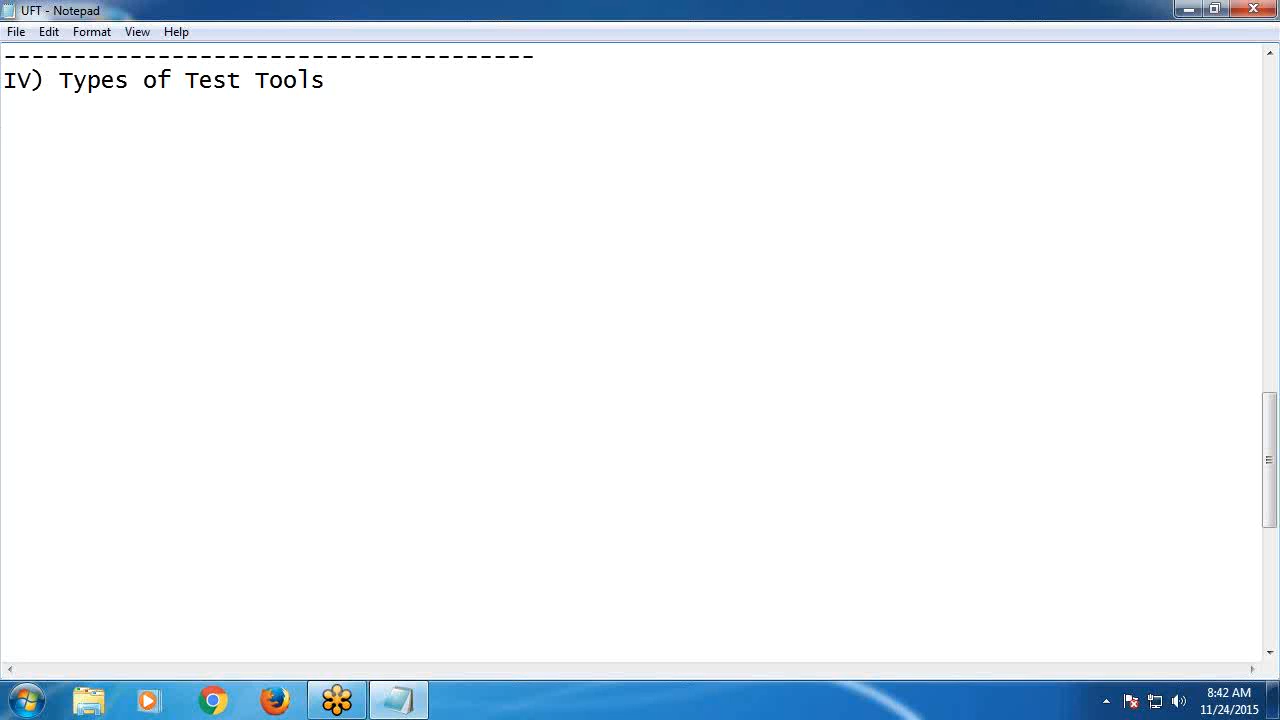 UFT - Notepad
File Edit Format View Help
--------------------------------------
IV) Types of Test Tools
8:42 AM
11/24/2015